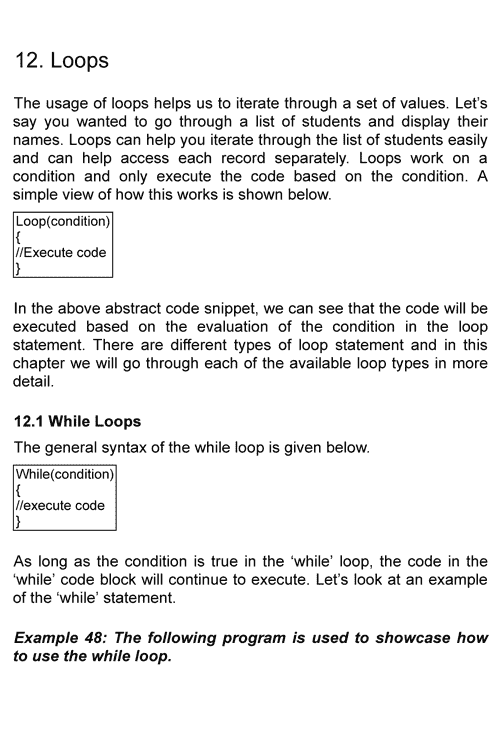 12. Loops
The usage of loops helps us to iterate through a set of values. Let's
say you wanted to go through a list of students and display their
names. Loops can help you iterate through the list of students easily
and can help access each record separately. Loops work on a
condition and only execute the code based on the condition. A
simple view of how this works is shown below.
Loop(condition)
{
//Execute code
}
In the above abstract code snippet, we can see that the code will be
executed based on the evaluation of the condition in the loop
statement. There are different types of loop statement and in this
chapter we will go through each of the available loop types in more
detail.
12.1 While Loops
The general syntax of the while loop is given below.
While(condition)
{
//execute code
}
As long as the condition is true in the ‘while’ loop, the code in the
‘while’ code block will continue to execute. Let’s look at an example
of the ‘while’ statement.
Example 48: The following program is used to showcase how
to use the while loop.